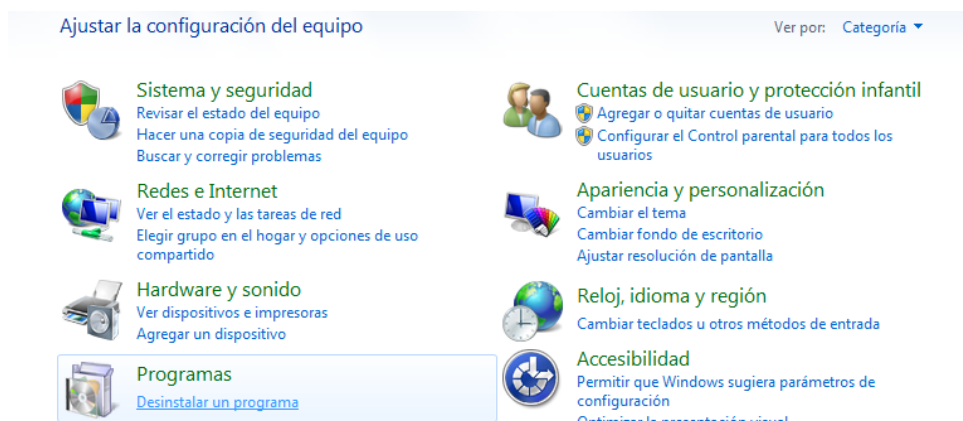 Ajustar la configuración del equipo
Ver por: Categoría
Sistema y seguridad
Revisar el estado del equipo
Hacer una copia de seguridad del equipo
Buscar y corregir problemas
Redes e Internet
Ver el estado y las tareas de red
Elegir grupo en el hogar y opciones de uso
compartido
Hardware y sonido
Ver dispositivos e impresoras
Agregar un dispositivo
Programas
Desinstalar un programa
Cuentas de usuario y protección infantil
Agregar o quitar cuentas de usuario
Configurar el Control parental para todos los
usuarios
Apariencia y personalización
Cambiar el tema
Cambiar fondo de escritorio
Ajustar resolución de pantalla
Reloj, idioma y región
Cambiar teclados u otros métodos de entrada
Accesibilidad
Permitir que Windows sugiera parámetros de
configuración
Optimizar la presentación visual